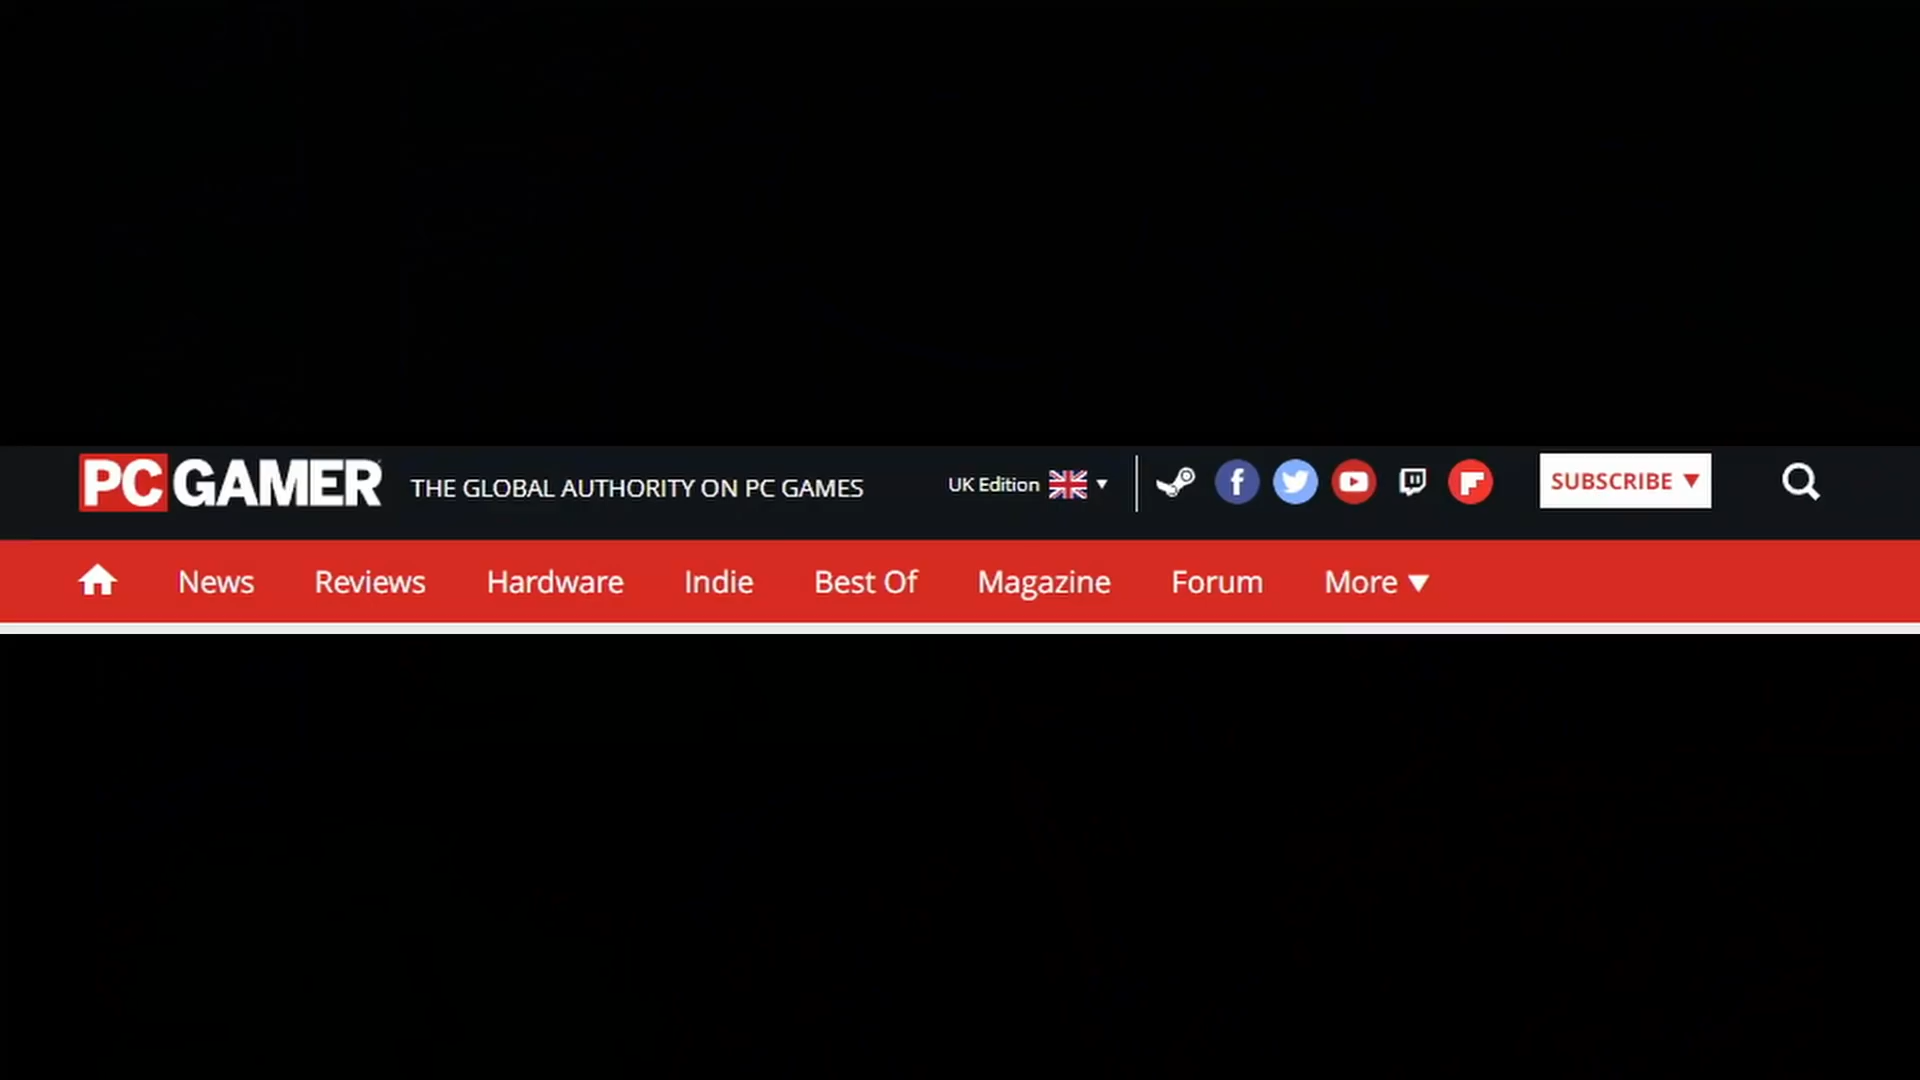 PC GAMER THE GLOBAL AUTHORITY ON PC GAMES UK Edition SUBSCRIBE
News Reviews Hardware Indie Best Of Magazine Forum More